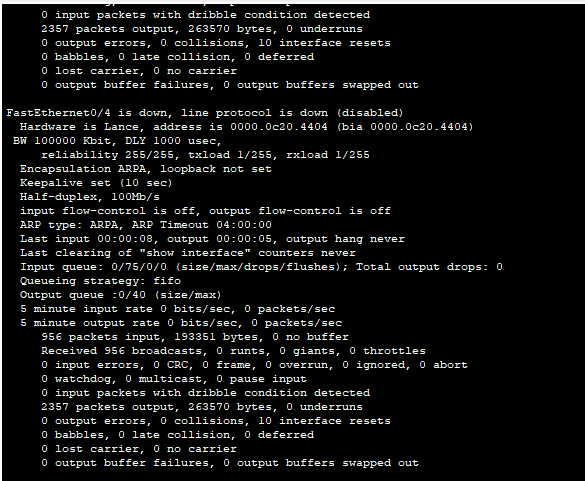 0 input packets with dribble condition detected
2357 packets output, 263570 bytes, 0 underruns
0 output errors, 0 collisions, 10 interface resets
0 babbles, 0 late collision, 0 deferred
0 lost carrier, 0 no carrier
0 output buffer failures, 0 output buffers swapped out
FastEthernet0/4 is down, line protocol is down (disabled)
Hardware is Lance, address is 0000.0c20.4404 (bia 0000.0c20.4404)
BW 100000 Kbit, DLY 1000 usec,
reliability 255/255, txload 1/255, rxload 1/255
Encapsulation ARPA, loopback not set
Keepalive set (10 sec)
Half-duplex, 100Mb/s
input flow-control is off, output flow-control is off
ARP type: ARPA, ARP Timeout 04:00:00
Last input 00:00:08, output 00:00:05, output hang never
Last clearing of "show interface" counters never
Input queue: 0/75/0/0 (size/max/drops/flushes); Total output drops: 0
Queueing strategy: fifo
Output queue :0/40 (size/max)
5 minute input rate 0 bits/sec, 0 packets/sec
5 minute output rate 0 bits/sec, 0 packets/sec
956 packets input, 193351 bytes, 0 no buffer
Received 956 broadcasts, 0 runts, 0 giants, 0 throttles
0 input errors, 0 CRC, 0 frame, 0 overrun, 0 ignored, 0 abort
0 watchdog, 0 multicast, 0 pause input
0 input packets with dribble condition detected
2357 packets output, 263570 bytes, 0 underruns
0 output errors, 0 collisions, 10 interface resets
0 babbles, 0 late collision, 0 deferred
0 lost carrier, 0 no carrier
0 output buffer failures, 0 output buffers swapped out